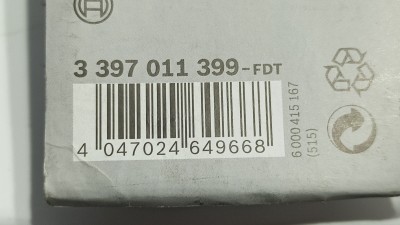 3 397 011 399-FDT
4 047024 649668
6 000 415 167
(515)